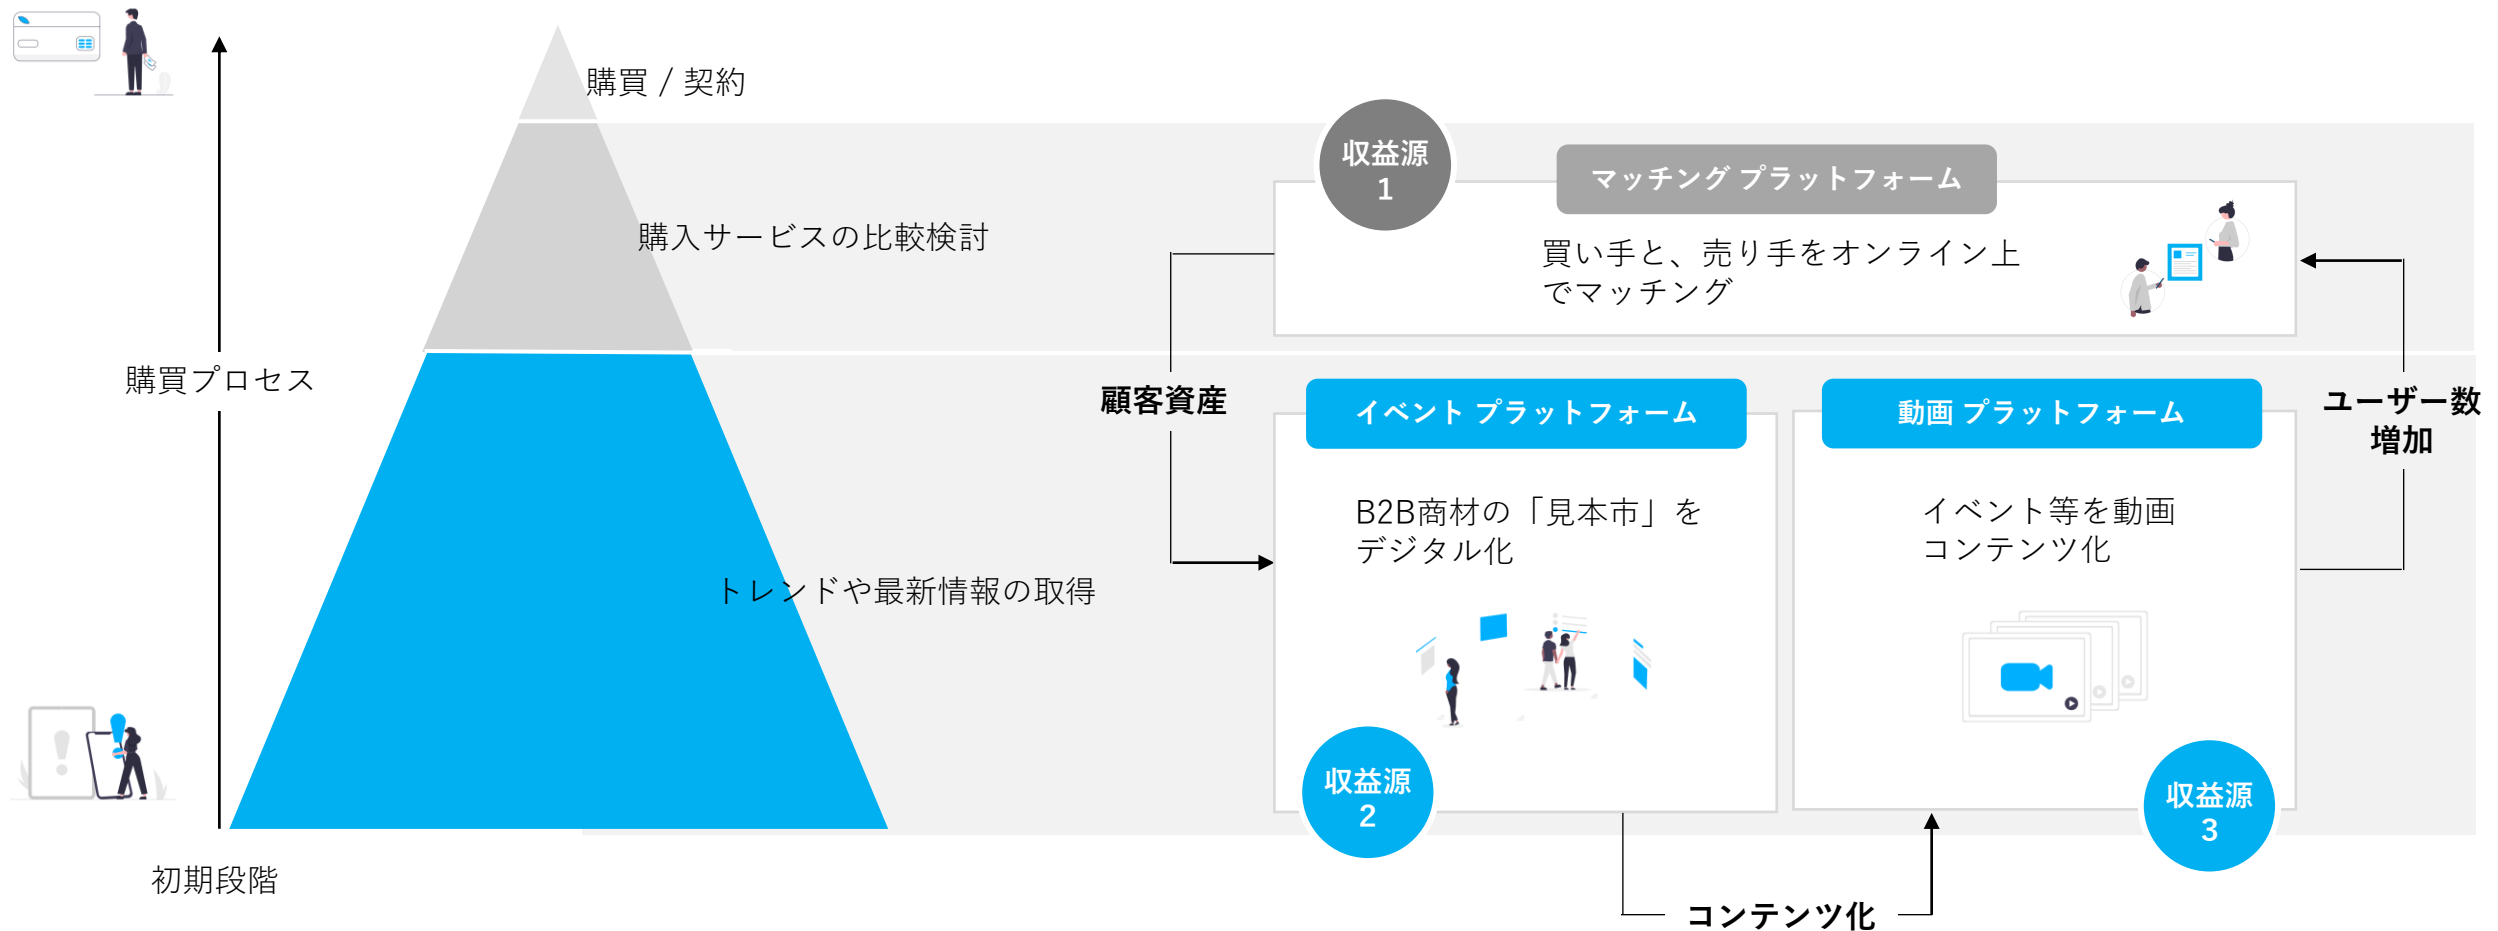 購買 / 契約
収益源
1
マッチング プラットフォーム
購入サービスの比較検討
買い手と、売り手をオンライン上
でマッチング
購買プロセス
顧客資産
イベント プラットフォーム
動画 プラットフォーム
ユーザー数
増加
B2B商材の「見本市」を
デジタル化
イベント等を動画
コンテンツ化
トレンドや最新情報の取得
収益源
2
収益源
3
初期段階
コンテンツ化